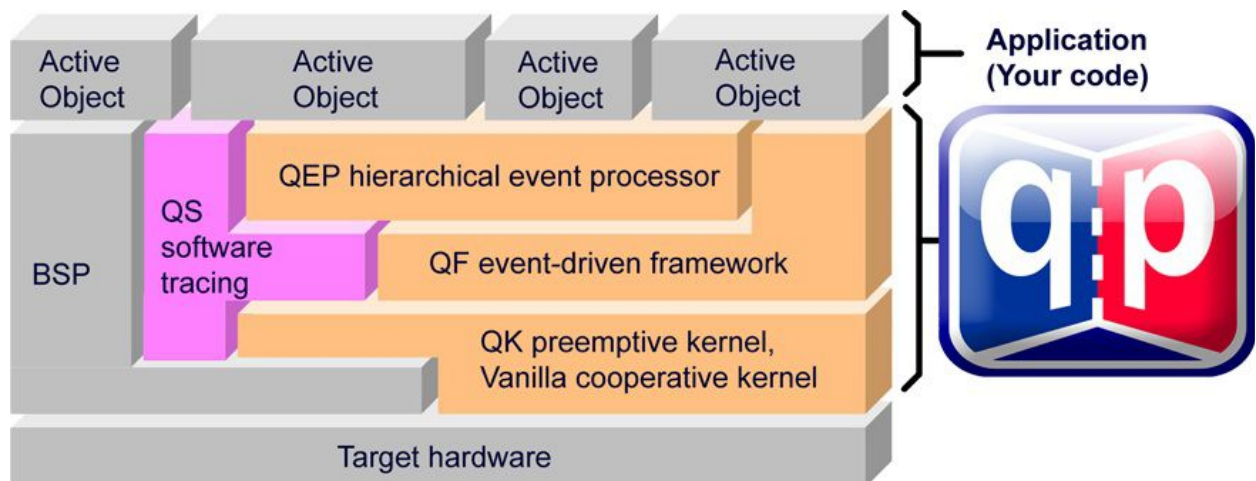 Active
Object
Active
Object
Active
Object
Active
Object
Application
(Your code)
QEP hierarchical event processor
QS
software
tracing
BSP
QF event-driven framework
QK preemptive kernel,
Vanilla cooperative kernel
Target hardware
qp